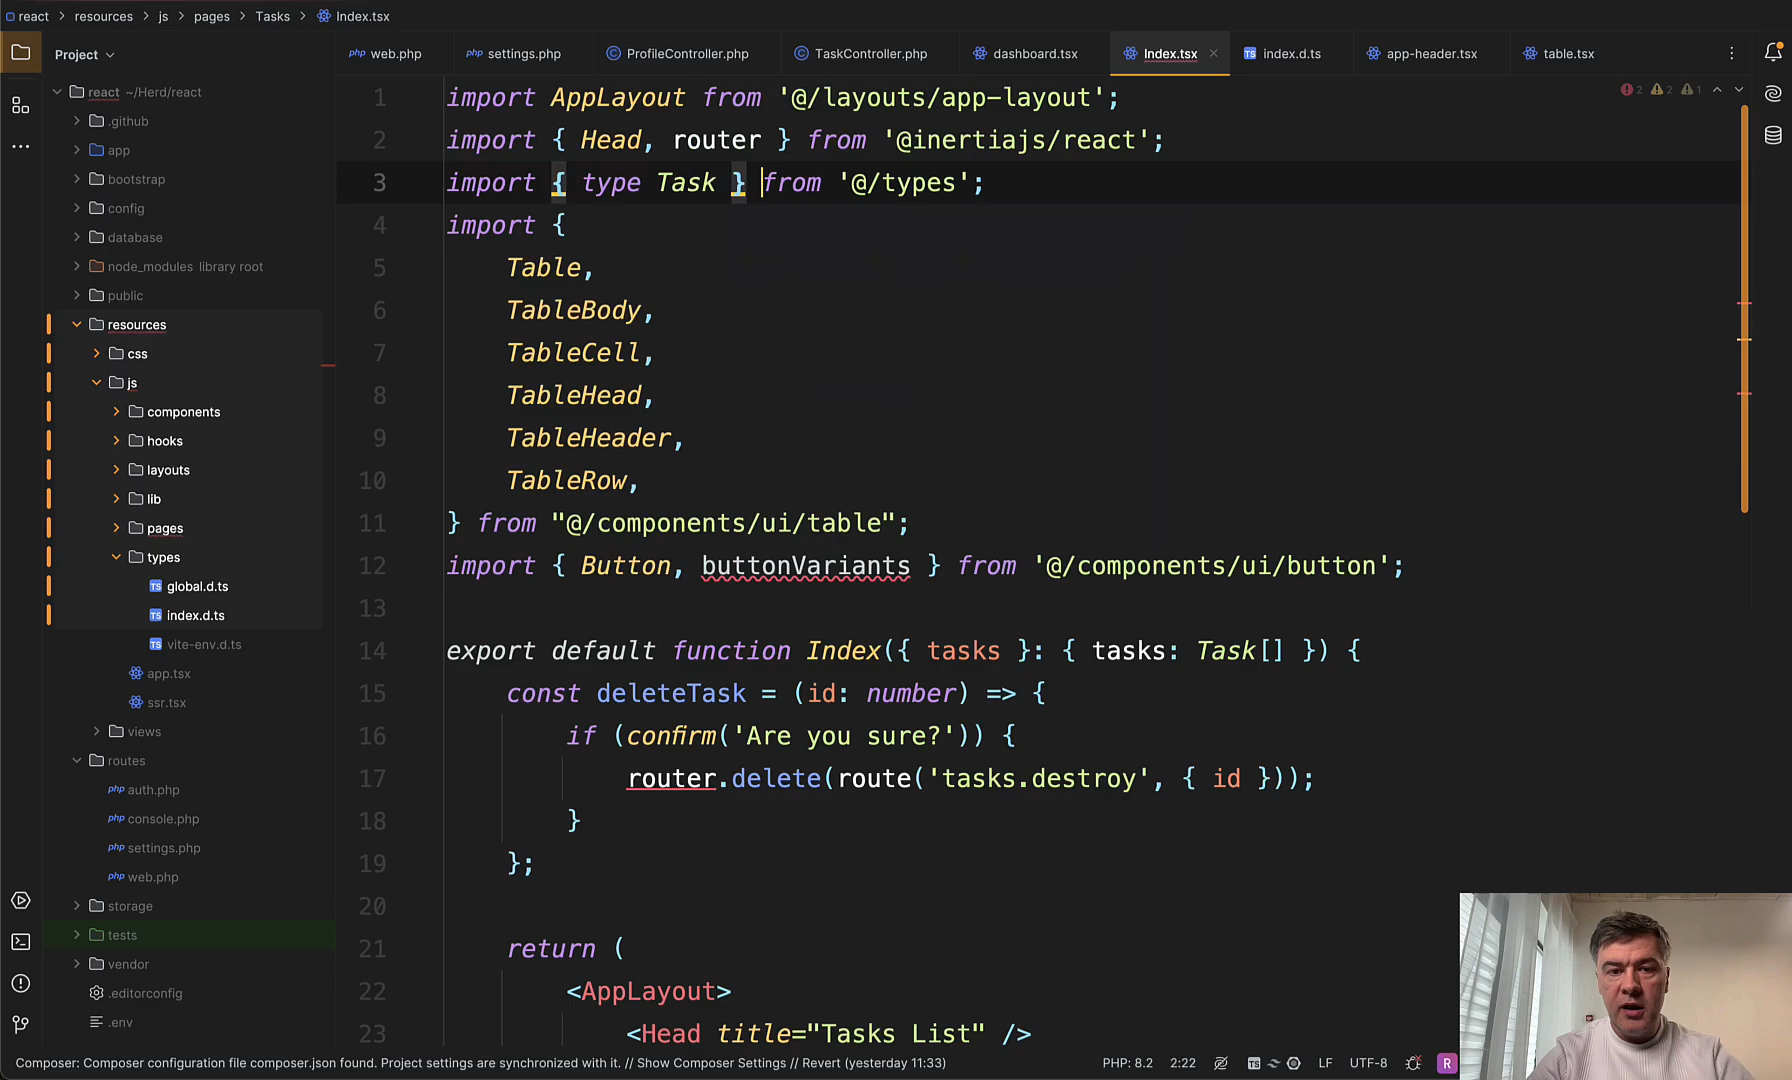 react > resources > js > pages > Tasks > Index.tsx
Project
web.php
settings.php
ProfileController.php
TaskController.php
dashboard.tsx
Index.tsx
index.d.ts
app-header.tsx
table.tsx
react ~/Herd/react
.github
app
bootstrap
config
database
node_modules library root
public
resources
css
js
components
hooks
layouts
lib
pages
types
global.d.ts
index.d.ts
vite-env.d.ts
app.tsx
ssr.tsx
views
routes
auth.php
console.php
settings.php
web.php
storage
tests
vendor
.editorconfig
.env
2 2 1
1 import AppLayout from '@/layouts/app-layout';
2 import { Head, router } from '@inertiajs/react';
3 import { type Task } from '@/types';
4 import {
5 Table,
6 TableBody,
7 TableCell,
8 TableHead,
9 TableHeader,
10 TableRow,
11 } from "@/components/ui/table";
12 import { Button, buttonVariants } from '@/components/ui/button';
13
14 export default function Index({ tasks }: { tasks: Task[] }) {
15 const deleteTask = (id: number) => {
16 if (confirm('Are you sure?')) {
17 router.delete(route('tasks.destroy', { id }));
18 }
19 };
20
21 return (
22 <AppLayout>
23 <Head title="Tasks List" />
Composer: Composer configuration file composer.json found. Project settings are synchronized with it. // Show Composer Settings // Revert (yesterday 11:33)
PHP: 8.2
2:22
LF
UTF-8
R